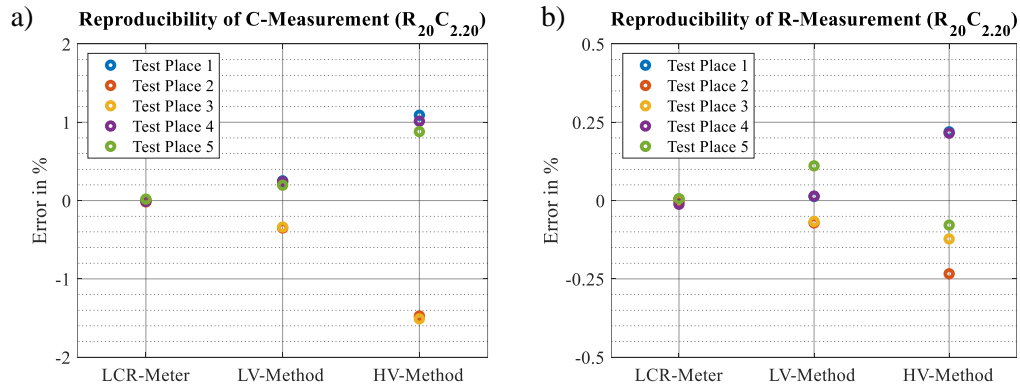 a)
Reproducibility of C-Measurement (R20C2.20)
2
1
0
-1
-2
Error in %
Test Place 1
Test Place 2
Test Place 3
Test Place 4
Test Place 5
LCR-Meter LV-Method HV-Method
b)
Reproducibility of R-Measurement (R20C2.20)
0.5
0.25
0
-0.25
-0.5
Error in %
Test Place 1
Test Place 2
Test Place 3
Test Place 4
Test Place 5
LCR-Meter LV-Method HV-Method